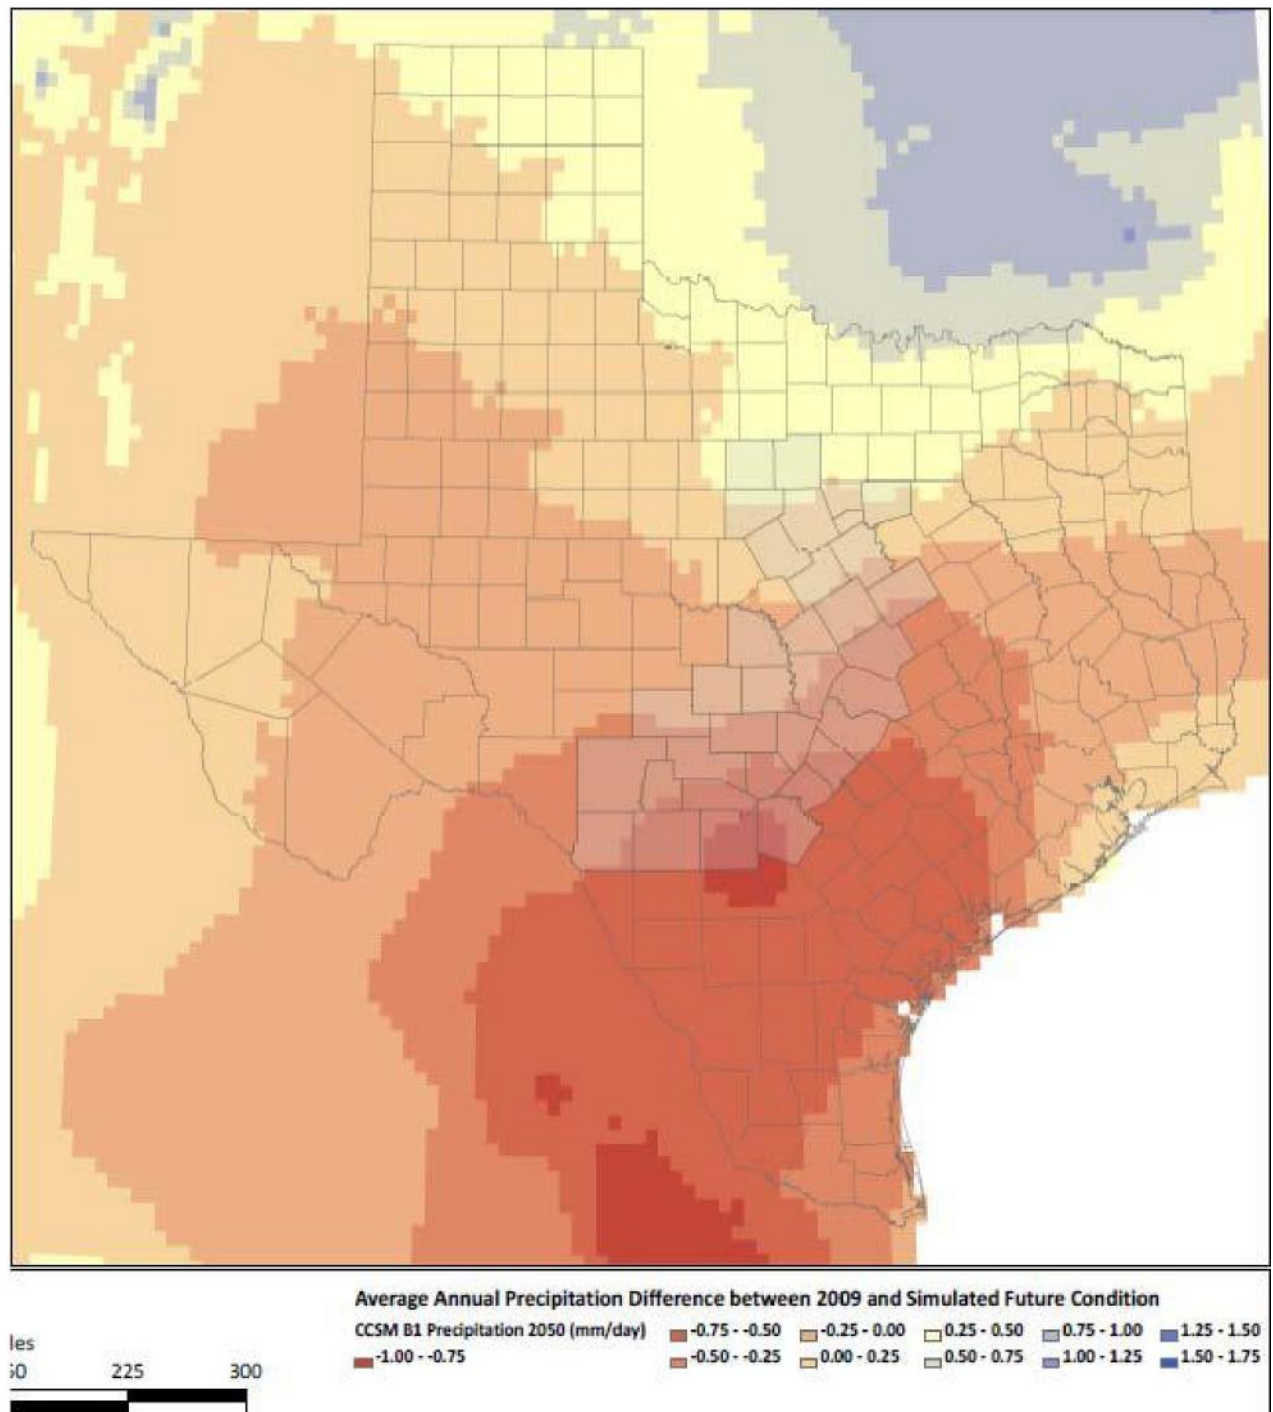 Average Annual Precipitation Difference between 2009 and Simulated Future Condition
CCSM B1 Precipitation 2050 (mm/day) -0.75 - -0.50 -0.25 - 0.00 0.25 - 0.50 0.75 - 1.00 1.25 - 1.50
-1.00 - -0.75 -0.50 - -0.25 0.00 - 0.25 0.50 - 0.75 1.00 - 1.25 1.50 - 1.75
les
50 225 300